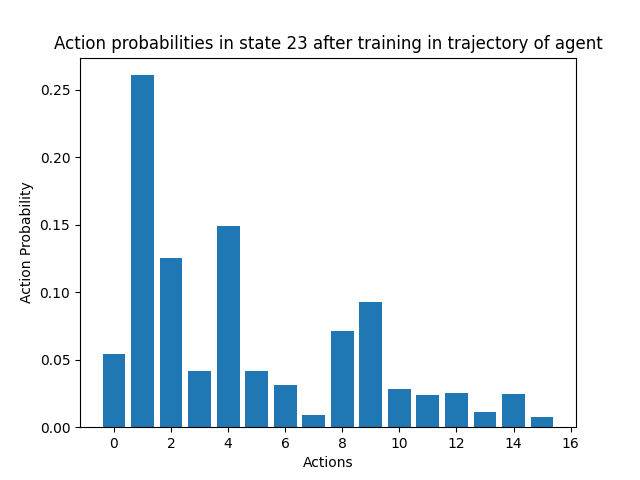 Action probabilities in state 23 after training in trajectory of agent
0.25
0.20
0.15
0.10
0.05
0.00
Action Probability
0 2 4 6 8 10 12 14 16
Actions